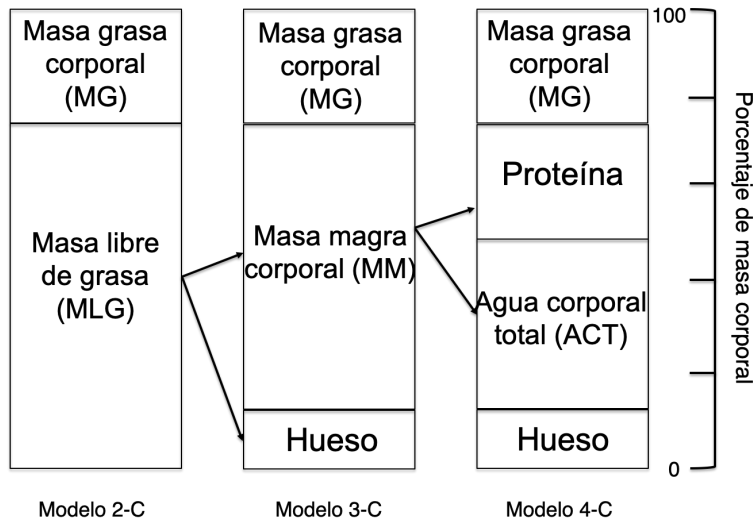 Masa grasa
corporal
(MG)
Masa libre
de grasa
(MLG)
Modelo 2-C
Masa grasa
corporal
(MG)
Masa magra
corporal (MM)
Hueso
Modelo 3-C
Masa grasa
corporal
(MG)
Proteína
Agua corporal
total (ACT)
Hueso
Modelo 4-C
100
0
Porcentaje de masa corporal